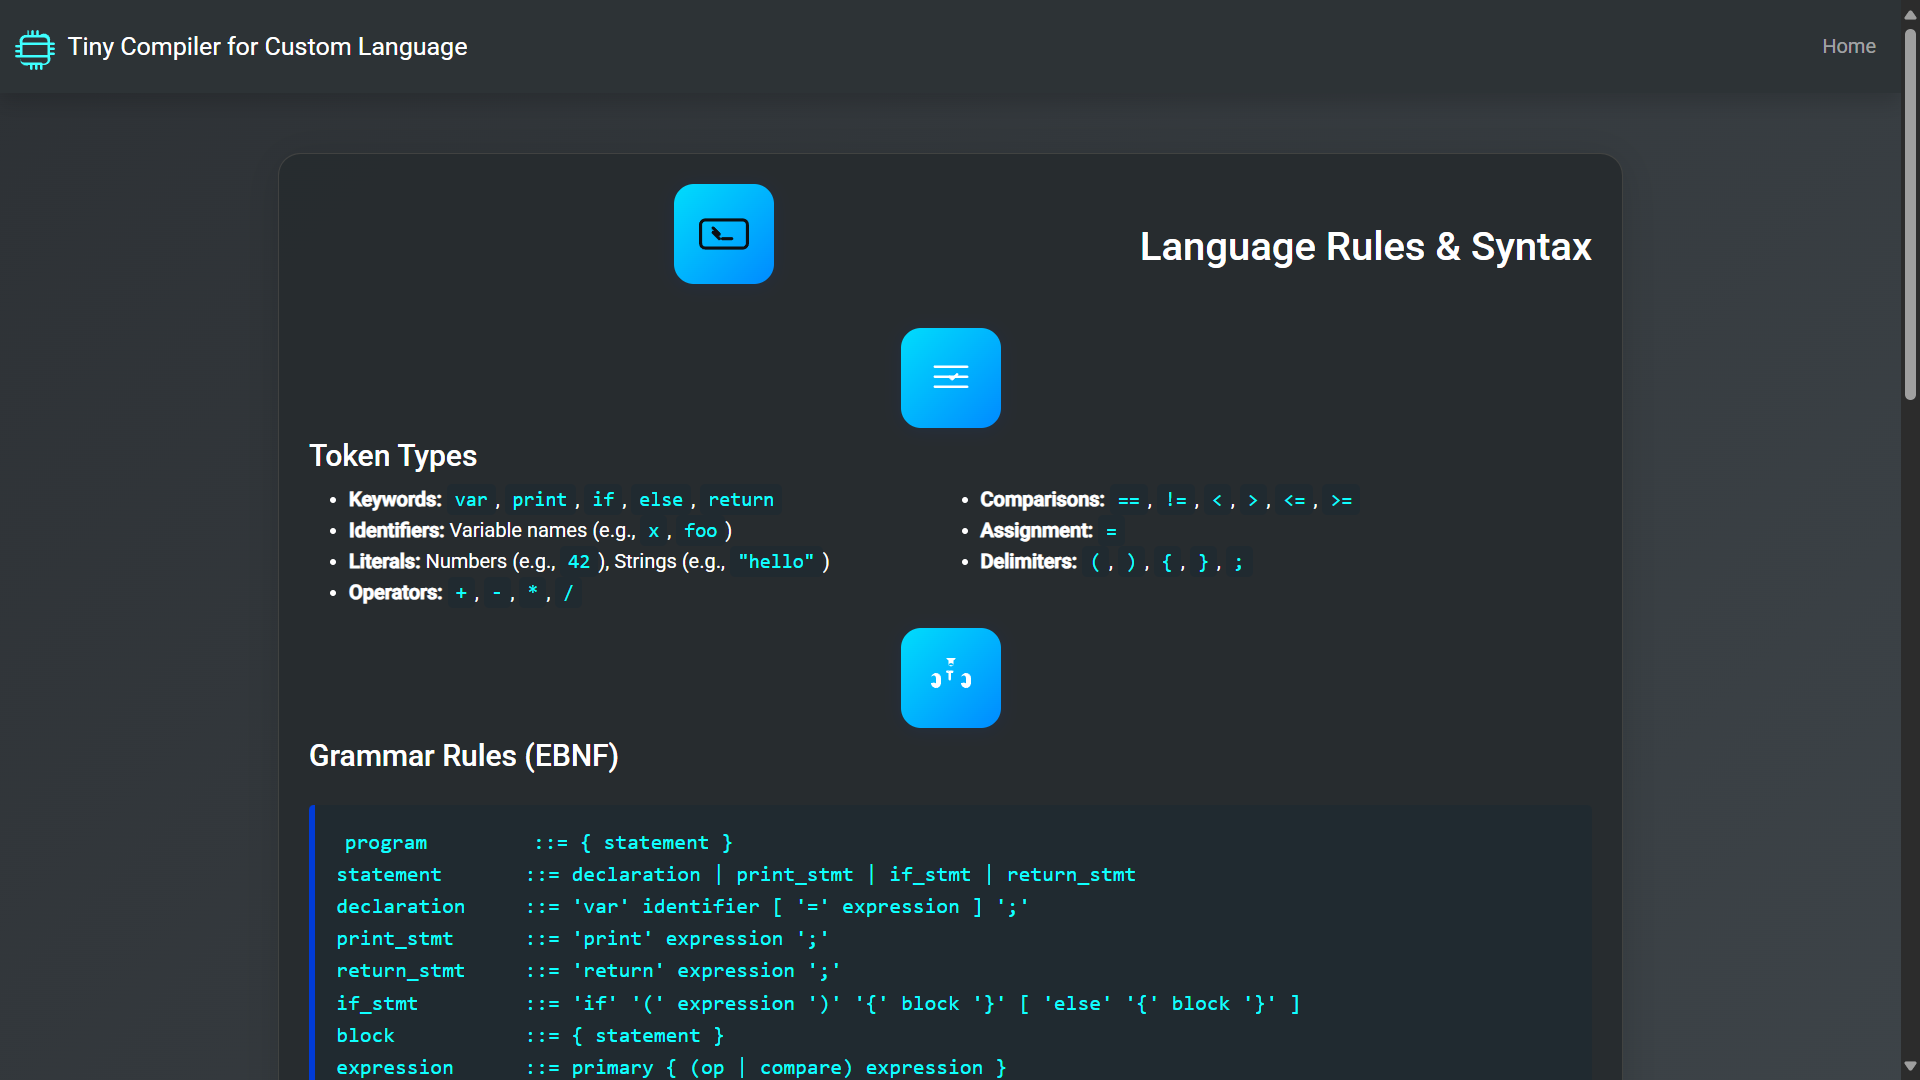 Tiny Compiler for Custom Language
Home
Language Rules & Syntax
Token Types
Keywords: var , print , if , else , return
Identifiers: Variable names (e.g., x , foo )
Literals: Numbers (e.g., 42 ), Strings (e.g., "hello" )
Operators: + , - , * , /
Comparisons: == , != , < , > , <= , >=
Assignment: =
Delimiters: ( , ) , { , } , ;
Grammar Rules (EBNF)
program ::= { statement }
statement ::= declaration | print_stmt | if_stmt | return_stmt
declaration ::= 'var' identifier [ '=' expression ] ';'
print_stmt ::= 'print' expression ';'
return_stmt ::= 'return' expression ';'
if_stmt ::= 'if' '(' expression ')' '{' block '}' [ 'else' '{' block '}' ]
block ::= { statement }
expression ::= primary { (op | compare) expression }